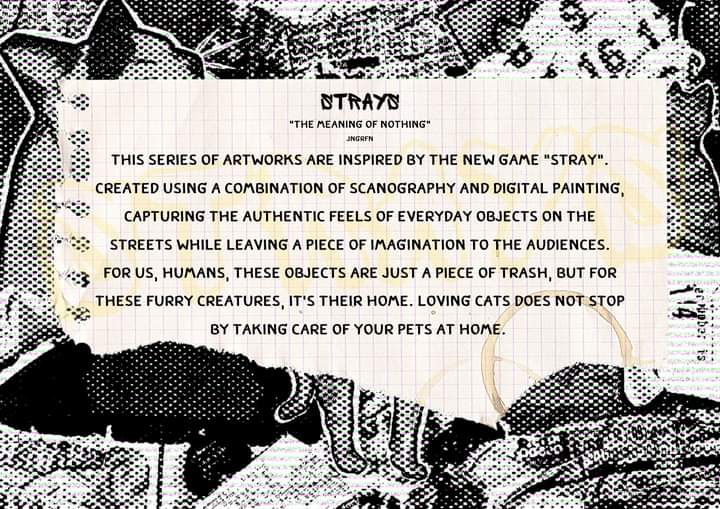 STRAYS
"THE MEANING OF NOTHING"
JNGRFN
THIS SERIES OF ARTWORKS ARE INSPIRED BY THE NEW GAME "STRAY".
CREATED USING A COMBINATION OF SCANOGRAPHY AND DIGITAL PAINTING,
CAPTURING THE AUTHENTIC FEELS OF EVERYDAY OBJECTS ON THE
STREETS WHILE LEAVING A PIECE OF IMAGINATION TO THE AUDIENCES.
FOR US, HUMANS, THESE OBJECTS ARE JUST A PIECE OF TRASH, BUT FOR
THESE FURRY CREATURES, IT'S THEIR HOME. LOVING CATS DOES NOT STOP
BY TAKING CARE OF YOUR PETS AT HOME.